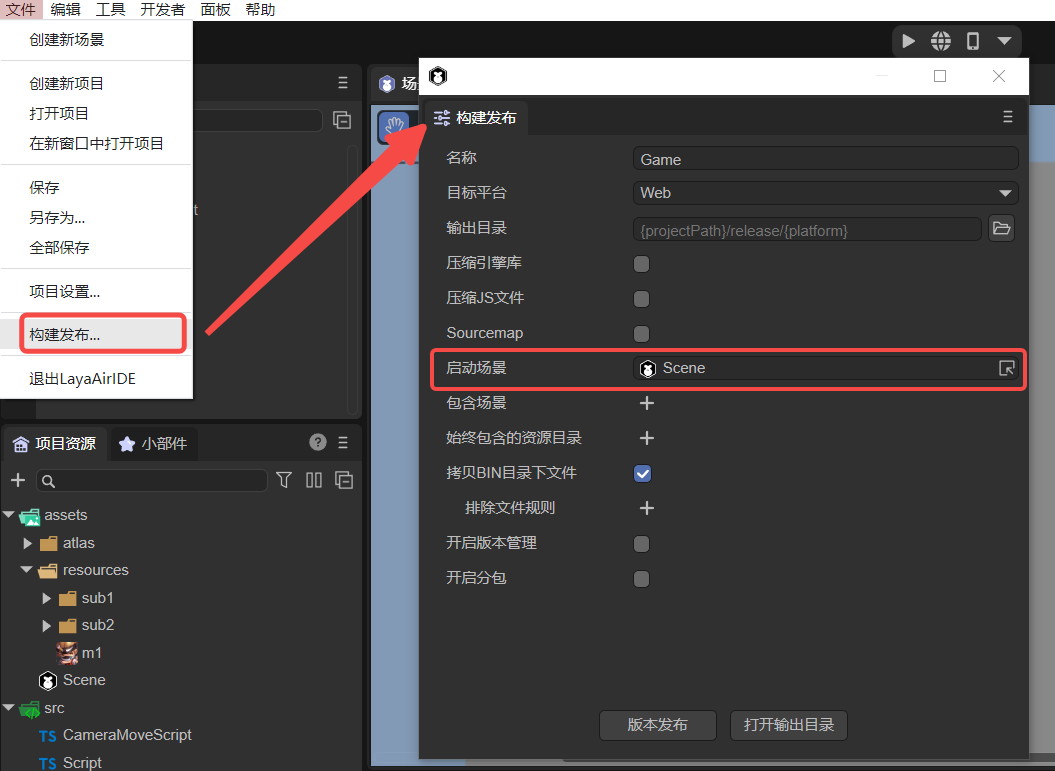 文件 编辑 工具 开发者 面板 帮助
创建新场景
创建新项目
打开项目
在新窗口中打开项目
保存
另存为...
全部保存
项目设置...
构建发布...
退出LayaAirIDE
t
场
构建发布
名称 Game
目标平台 Web
输出目录 {projectPath}/release/{platform}
压缩引擎库
压缩JS文件
Sourcemap
启动场景 Scene
包含场景
始终包含的资源目录
拷贝BIN目录下文件
排除文件规则
开启版本管理
开启分包
版本发布 打开输出目录
项目资源 小部件
assets
atlas
resources
sub1
sub2
m1
Scene
src
TS CameraMoveScript
TS Script